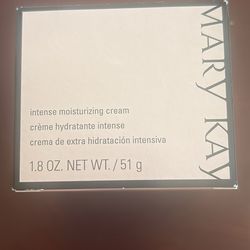 MARY KAY
intense moisturizing cream
crème hydratante intense
crema de extra hidratación intensiva
1.8 OZ. NET WT. / 51 g